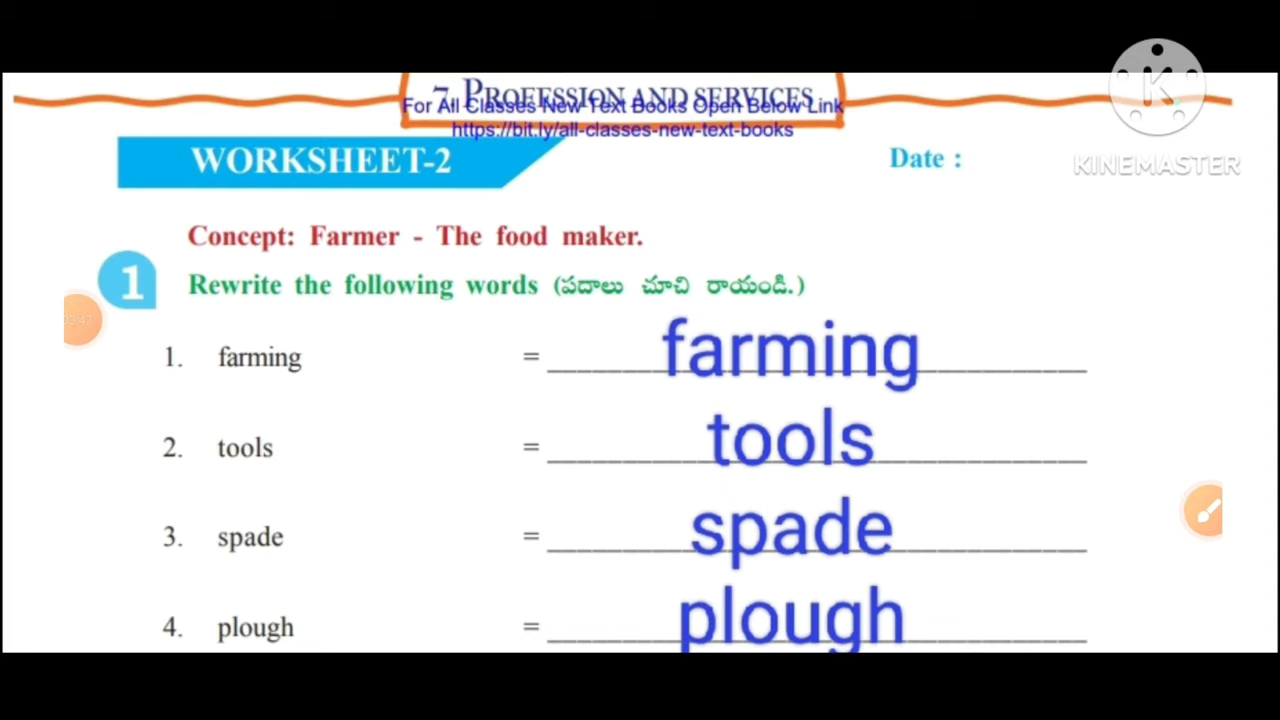 7. PROFESSION AND SERVICES
For All Classes New Text Books Open Below Link
https://bit.ly/all-classes-new-text-books
K
KINEMASTER
WORKSHEET-2
Date :
Concept: Farmer - The food maker.
1
Rewrite the following words (పదాలు చూచి రాయండి.)
03:47
1. farming = farming
2. tools = tools
3. spade = spade
4. plough = plough